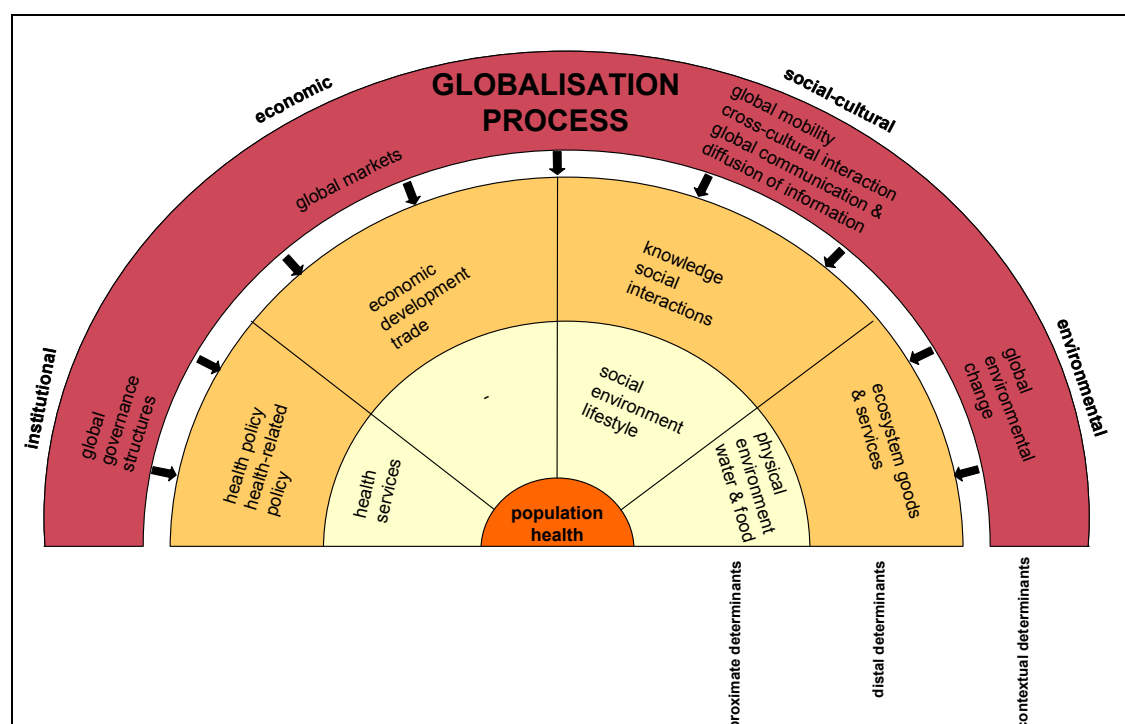 GLOBALISATION
PROCESS
institutional
economic
social-cultural
environmental
global
governance
structures
global markets
global mobility
cross-cultural interaction
global communication &
diffusion of information
global
environmental
change
health policy
health-related
policy
economic
development
trade
knowledge
social
interactions
ecosystem goods
& services
health
services
-
social
environment
lifestyle
physical
environment
water & food
population
health
proximate determinants
distal determinants
contextual determinants